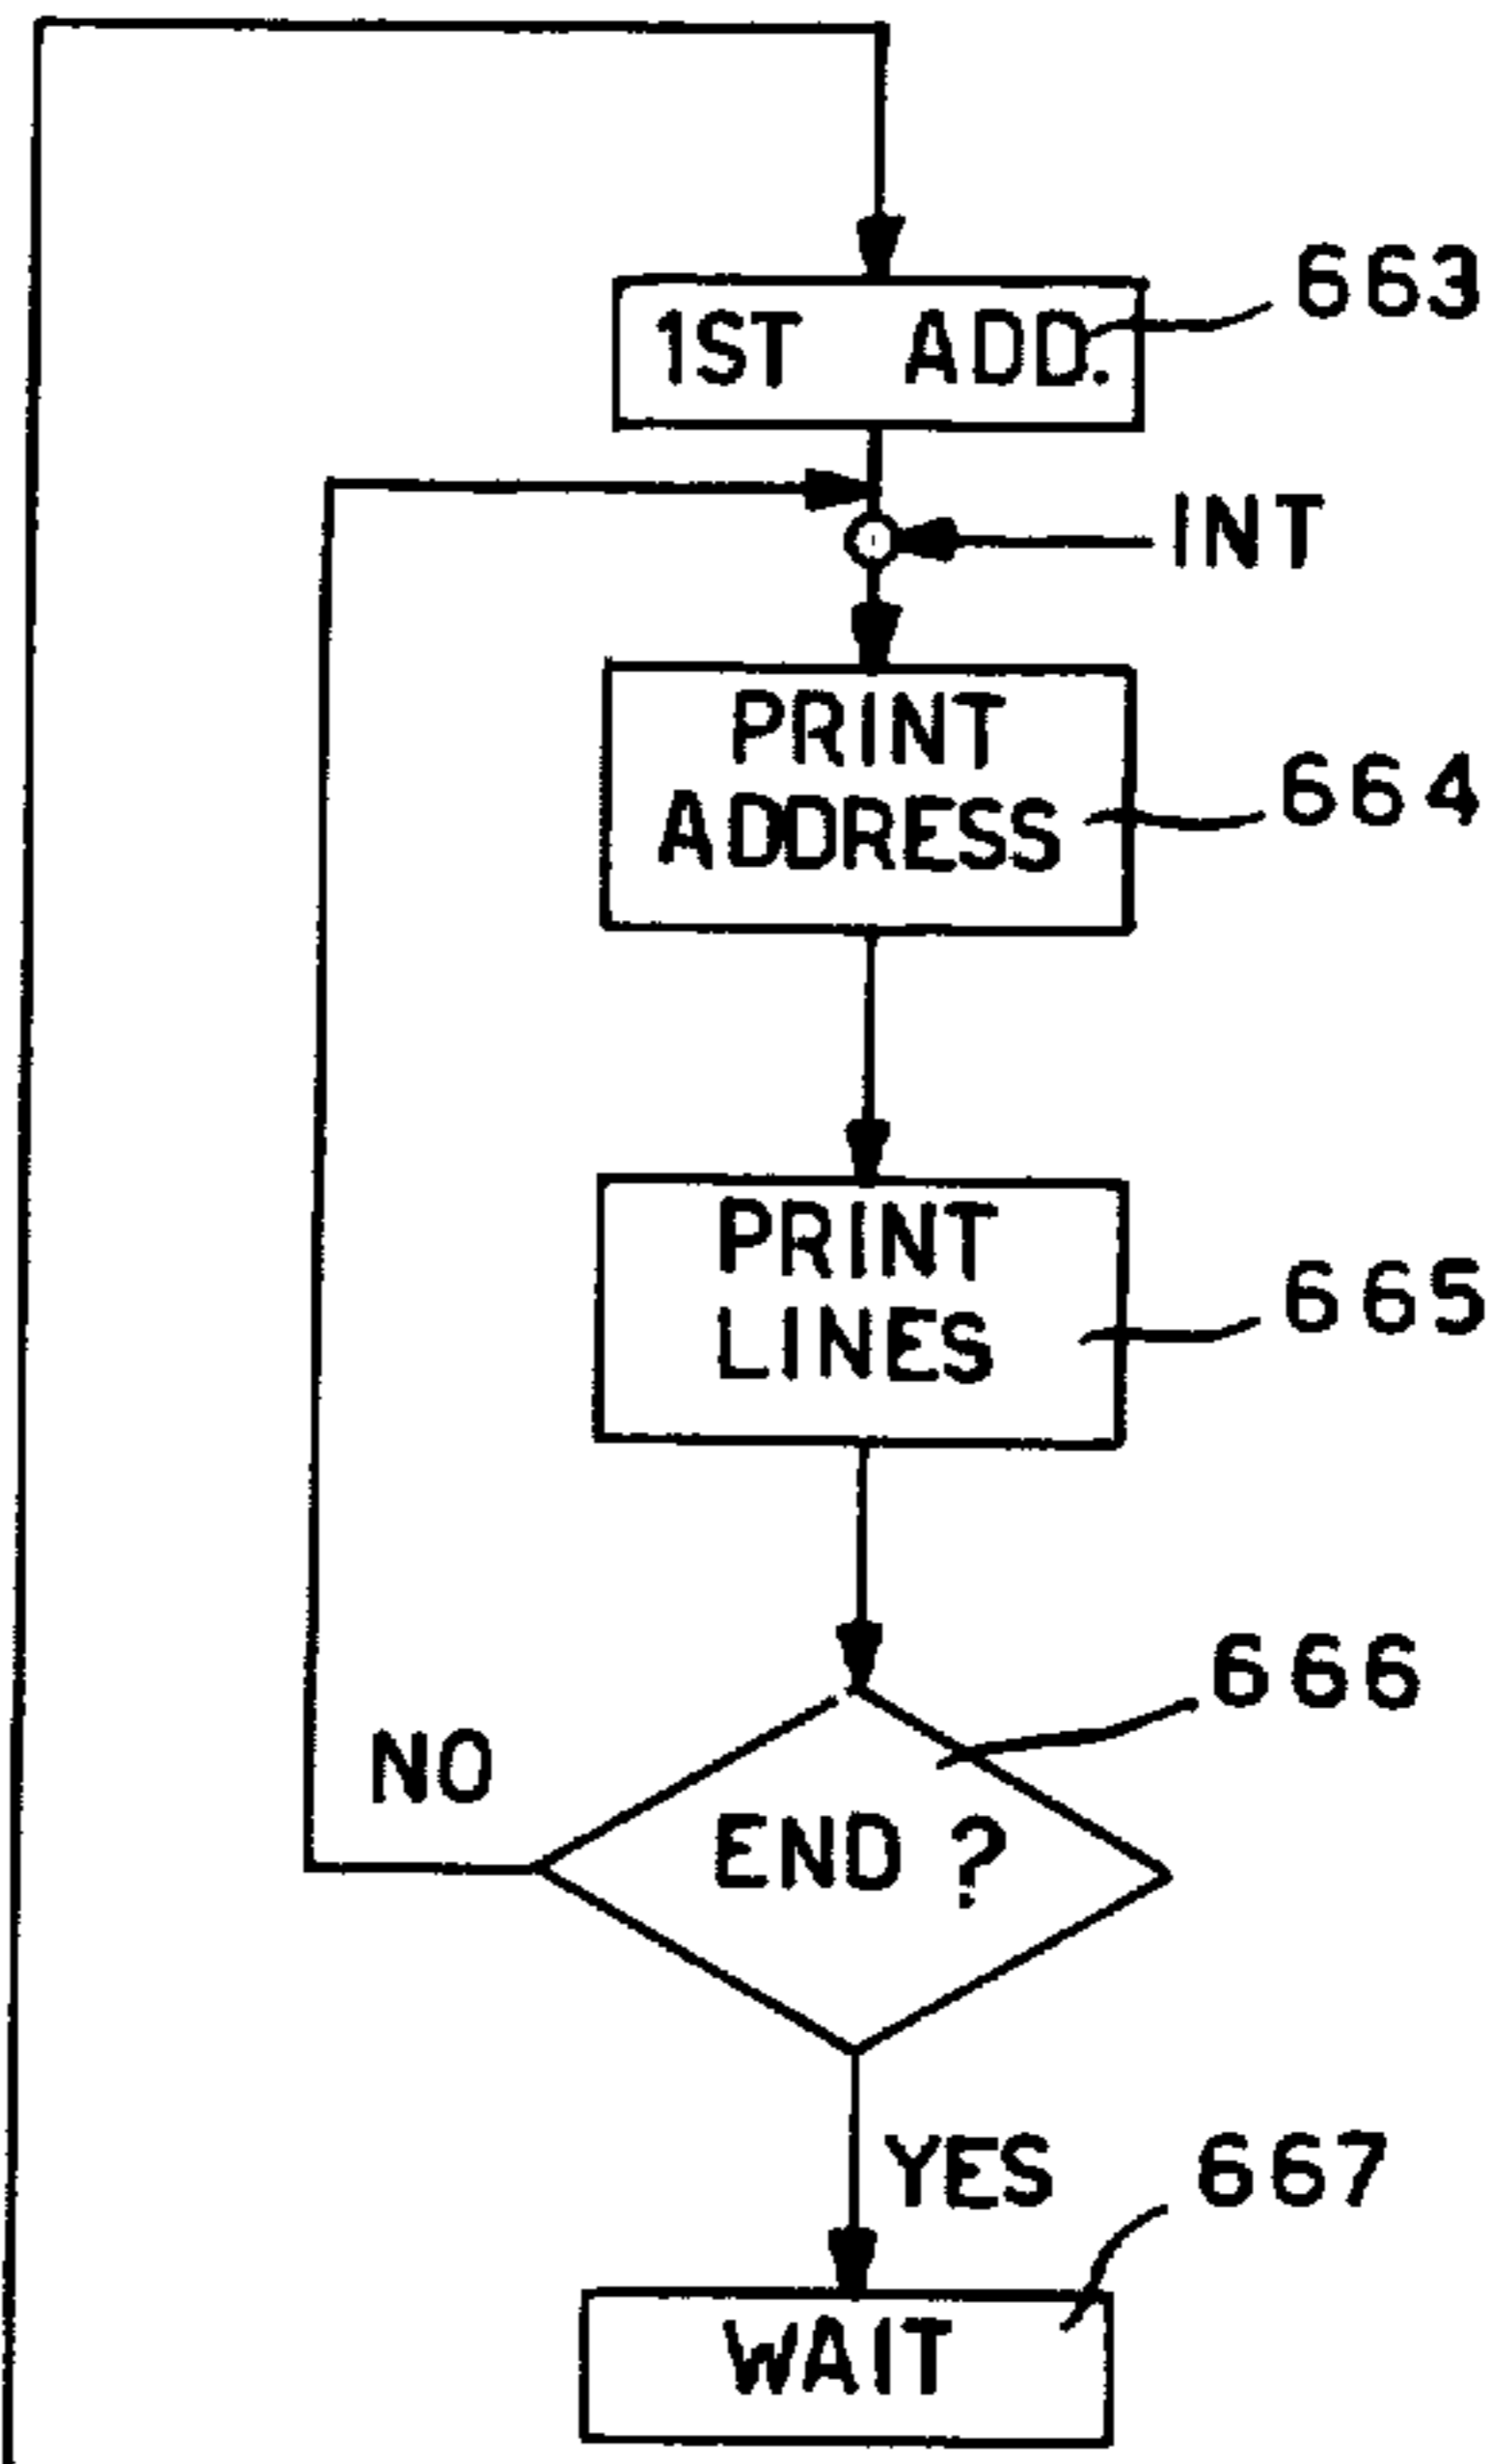 1ST ADD.
663
INT
PRINT
ADDRESS
664
PRINT
LINES
665
666
NO
END ?
YES
667
WAIT